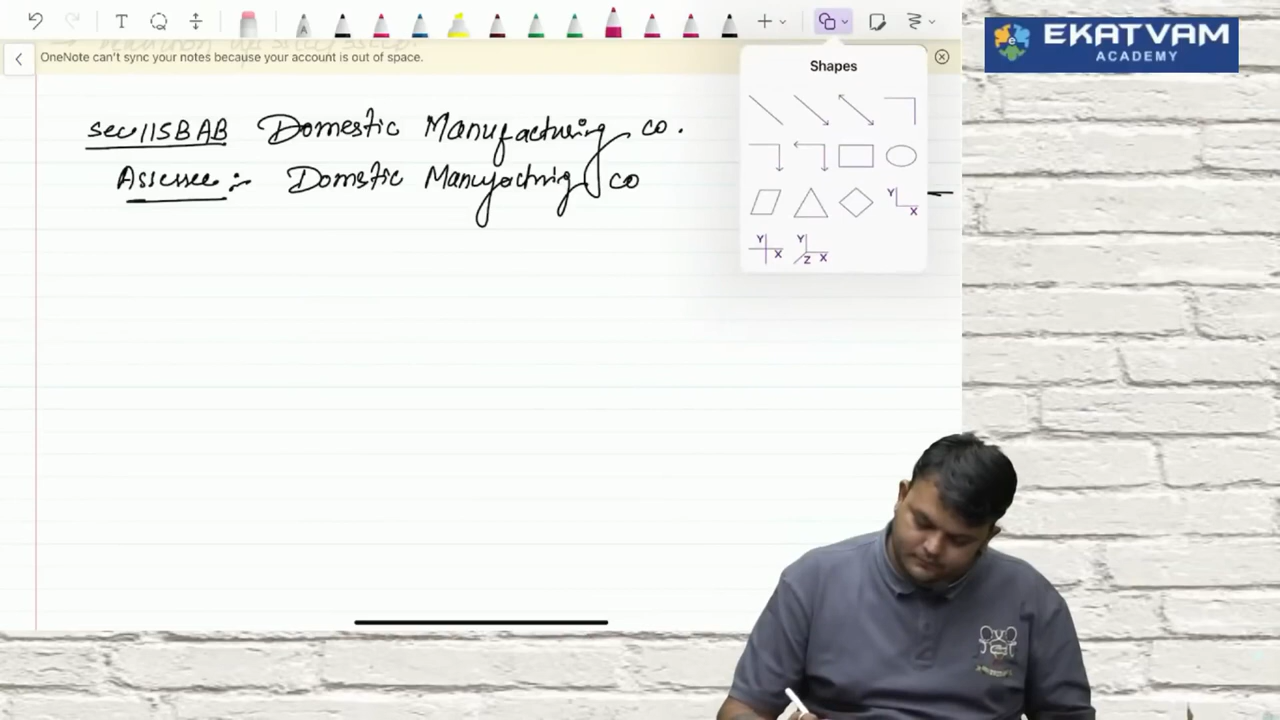 EKATVAM
ACADEMY
OneNote can't sync your notes because your account is out of space.
Shapes
Sec 115BAB Domestic Manufacturing co.
Assessee :- Domestic Manufacturing co
Y
X
Y
X
Y
Z X